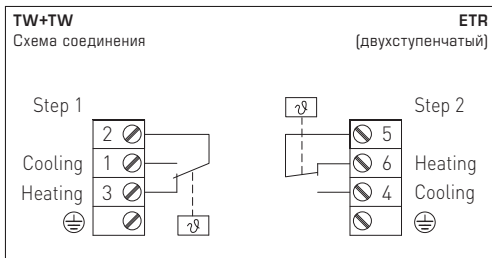 TW+TW ETR
Схема соединения (двухступенчатый)
Step 1 ϑ Step 2
2 5
Cooling 1 6 Heating
Heating 3 4 Cooling
ϑ